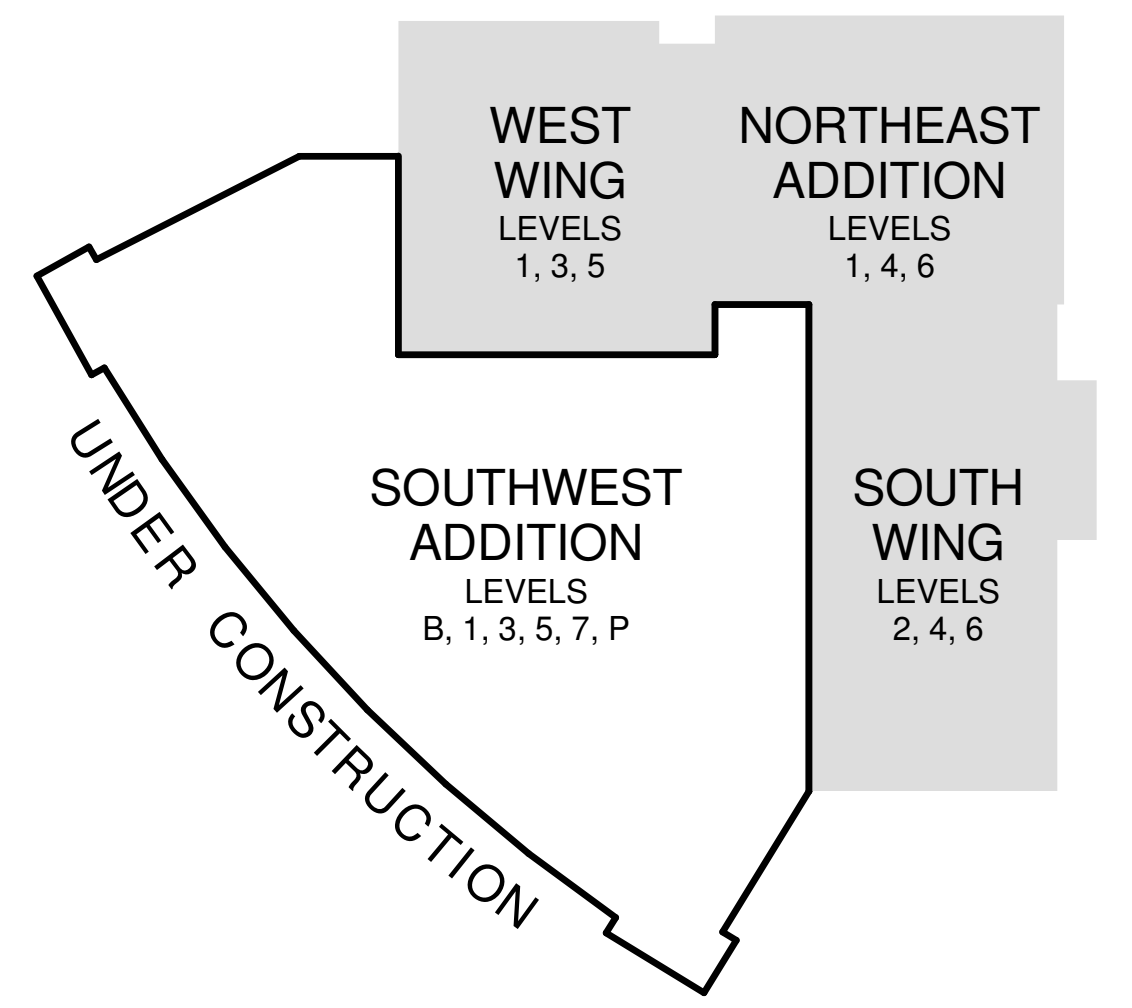 WEST
WING
LEVELS
1, 3, 5
NORTHEAST
ADDITION
LEVELS
1, 4, 6
SOUTHWEST
ADDITION
LEVELS
B, 1, 3, 5, 7, P
SOUTH
WING
LEVELS
2, 4, 6
UNDER CONSTRUCTION